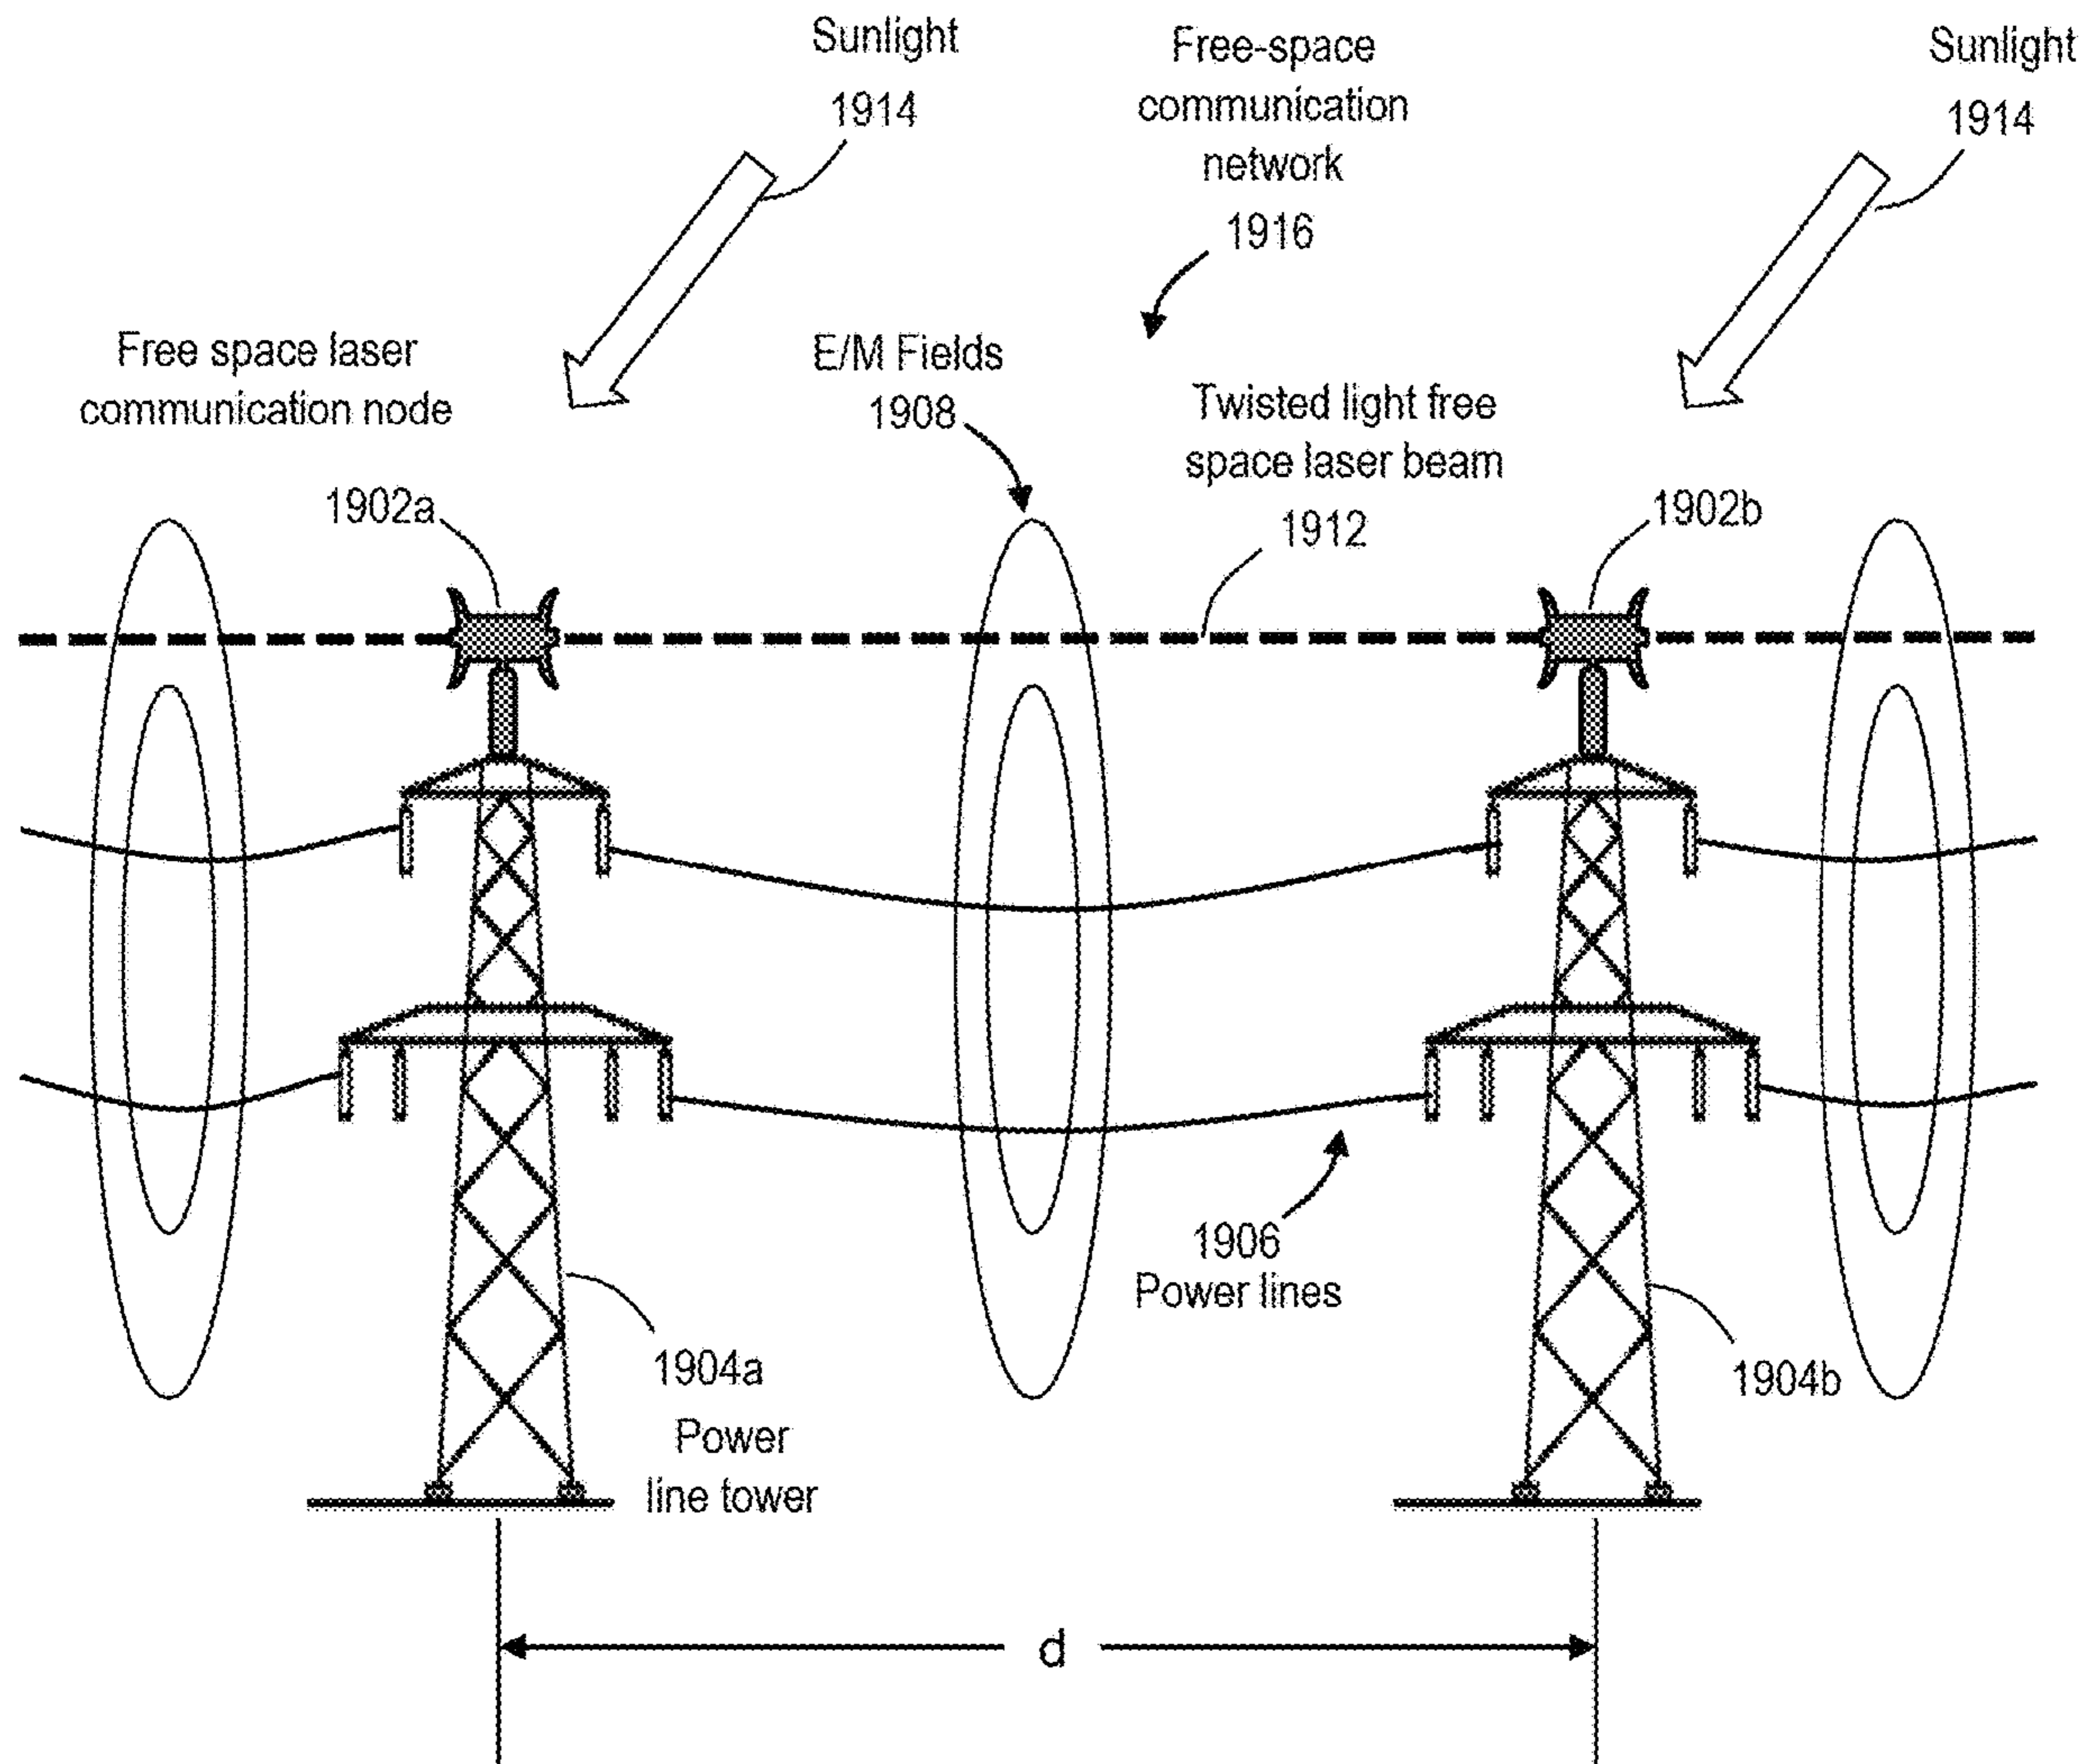 Sunlight
1914
Free-space
communication
network
1916
Sunlight
1914
Free space laser
communication node
1902a
E/M Fields
1908
Twisted light free
space laser beam
1912
1902b
1906
Power lines
1904a
Power
line tower
1904b
d